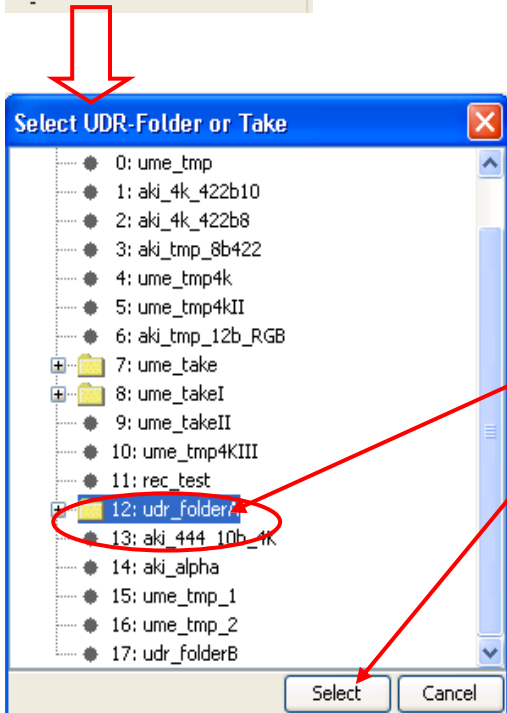 Select UDR-Folder or Take
0: ume_tmp
1: aki_4k_422b10
2: aki_4k_422b8
3: aki_tmp_8b422
4: ume_tmp4k
5: ume_tmp4kII
6: aki_tmp_12b_RGB
7: ume_take
8: ume_takeI
9: ume_takeII
10: ume_tmp4KIII
11: rec_test
12: udr_folderA
13: aki_444_10b_4K
14: aki_alpha
15: ume_tmp_1
16: ume_tmp_2
17: udr_folderB
Select Cancel